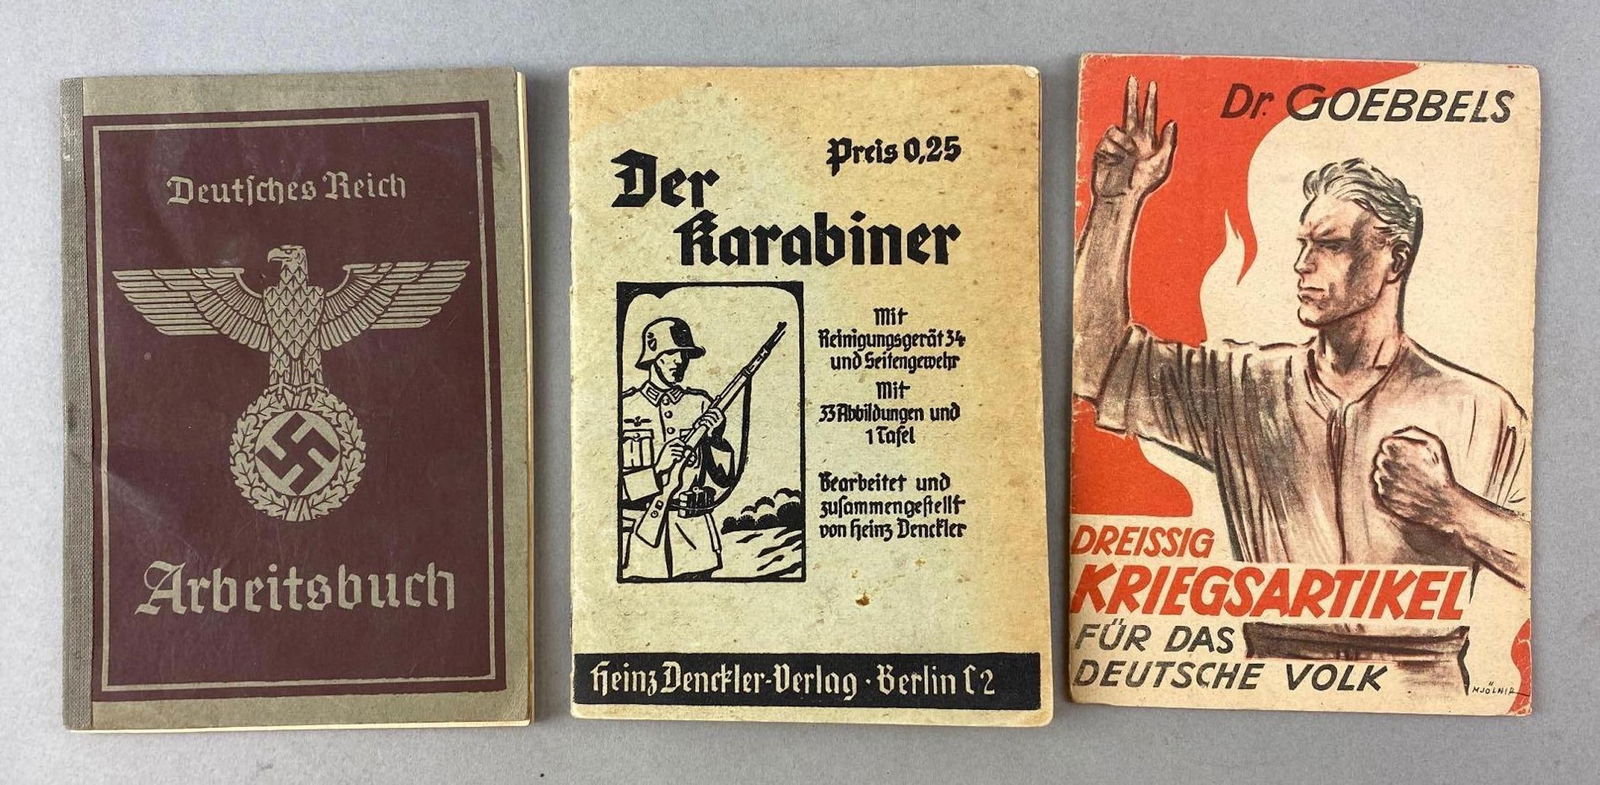 Deutsches Reich
Arbeitsbuch
Preis 0,25
Der
Karabiner
Mit
Reinigungsgerät 34
und Seitengewehr
Mit
33 Abbildungen und
1 Tafel
Bearbeitet und
zusammengestellt
von Heinz Denckler
Heinz Denckler-Verlag · Berlin C2
Dr. GOEBBELS
DREISSIG
KRIEGSARTIKEL
FÜR DAS
DEUTSCHE VOLK
MJÖLNIR